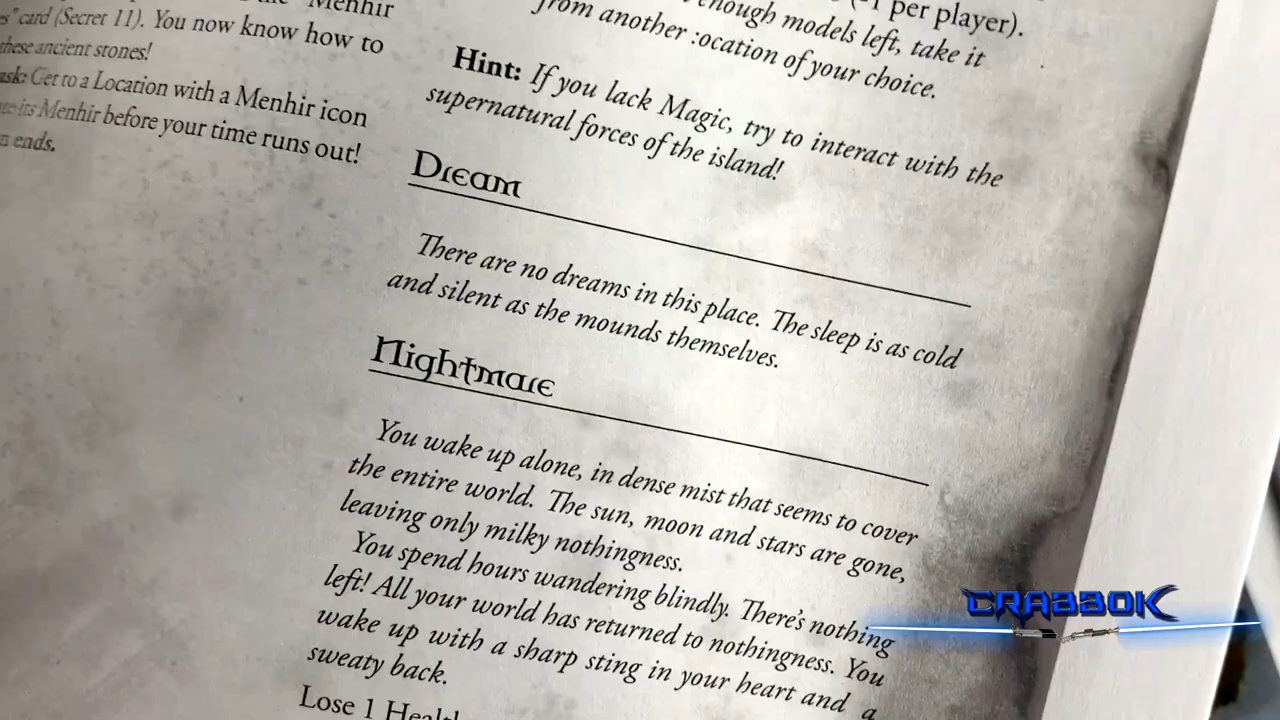 Menhir
card (Secret 11). You now know how to
these ancient stones!
Get to a Location with a Menhir icon
its Menhir before your time runs out!
ends.
per player).
enough models left, take it
from another :ocation of your choice.
Hint: If you lack Magic, try to interact with the
supernatural forces of the island!
Dream
There are no dreams in this place. The sleep is as cold
and silent as the mounds themselves.
Nightmare
You wake up alone, in dense mist that seems to cover
the entire world. The sun, moon and stars are gone,
leaving only milky nothingness.
You spend hours wandering blindly. There's nothing
left! All your world has returned to nothingness. You
wake up with a sharp sting in your heart and a
sweaty back.
Lose 1 Health
CRABBOK